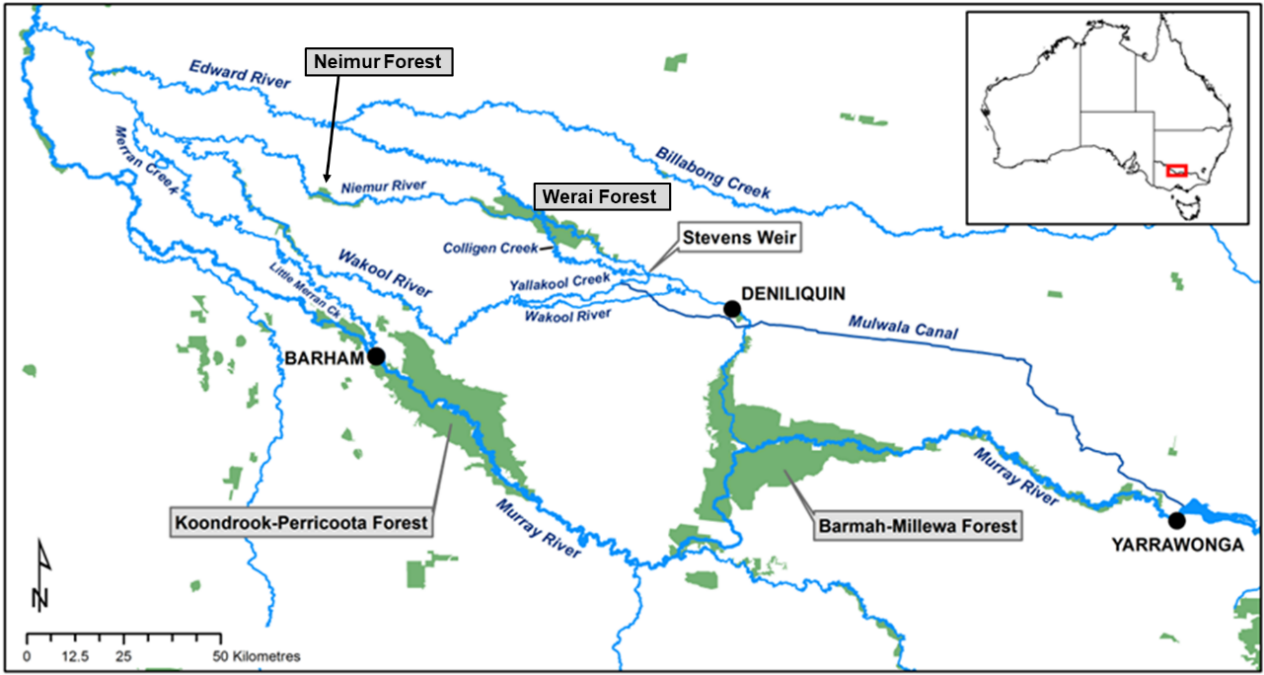 Neimur Forest
Edward River
Merran Creek
Niemur River
Billabong Creek
Werai Forest
Stevens Weir
Colligen Creek
Wakool River
Little Merran Ck
Yallakool Creek
Wakool River
DENILIQUIN
Mulwala Canal
BARHAM
Koondrook-Perricoota Forest
Murray River
Murray River
Barmah-Millewa Forest
YARRAWONGA
N
0 12.5 25 50 Kilometres